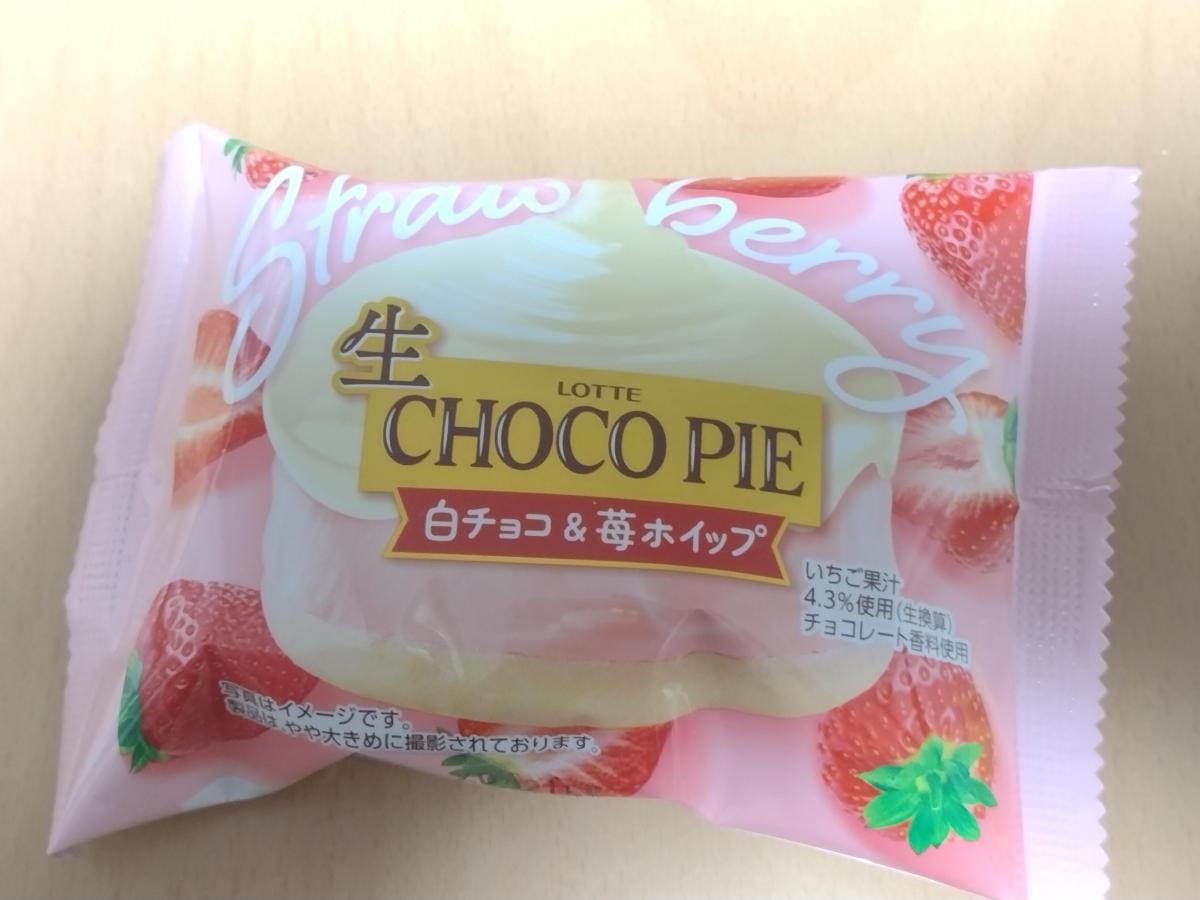 Strawberry
生
LOTTE
CHOCO PIE
白チョコ&苺ホイップ
いちご果汁
4.3%使用(生換算)
チョコレート香料使用
写真はイメージです。
製品は、やや大きめに撮影されております。